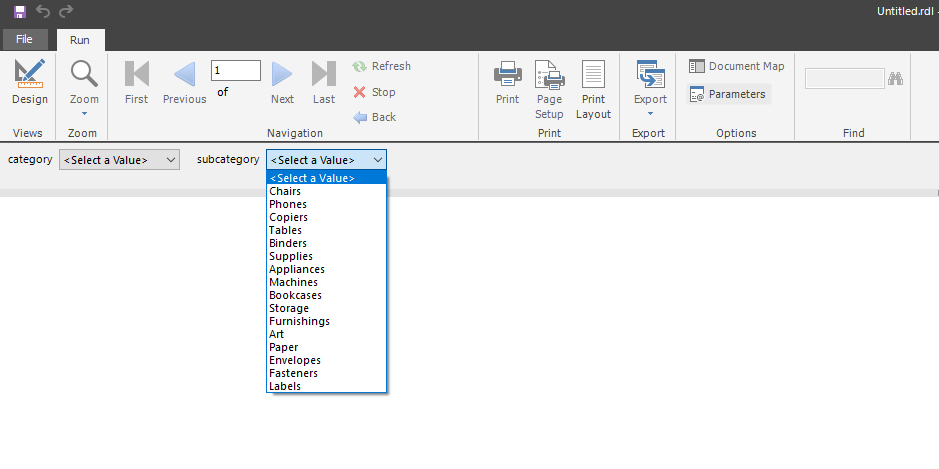 Untitled.rdl -
File
Run
Design
Zoom
First
Previous
1
of
Next
Last
Refresh
Stop
Back
Print
Page
Setup
Print
Layout
Export
Document Map
Parameters
Views
Zoom
Navigation
Print
Export
Options
Find
category
<Select a Value>
subcategory
<Select a Value>
<Select a Value>
Chairs
Phones
Copiers
Tables
Binders
Supplies
Appliances
Machines
Bookcases
Storage
Furnishings
Art
Paper
Envelopes
Fasteners
Labels